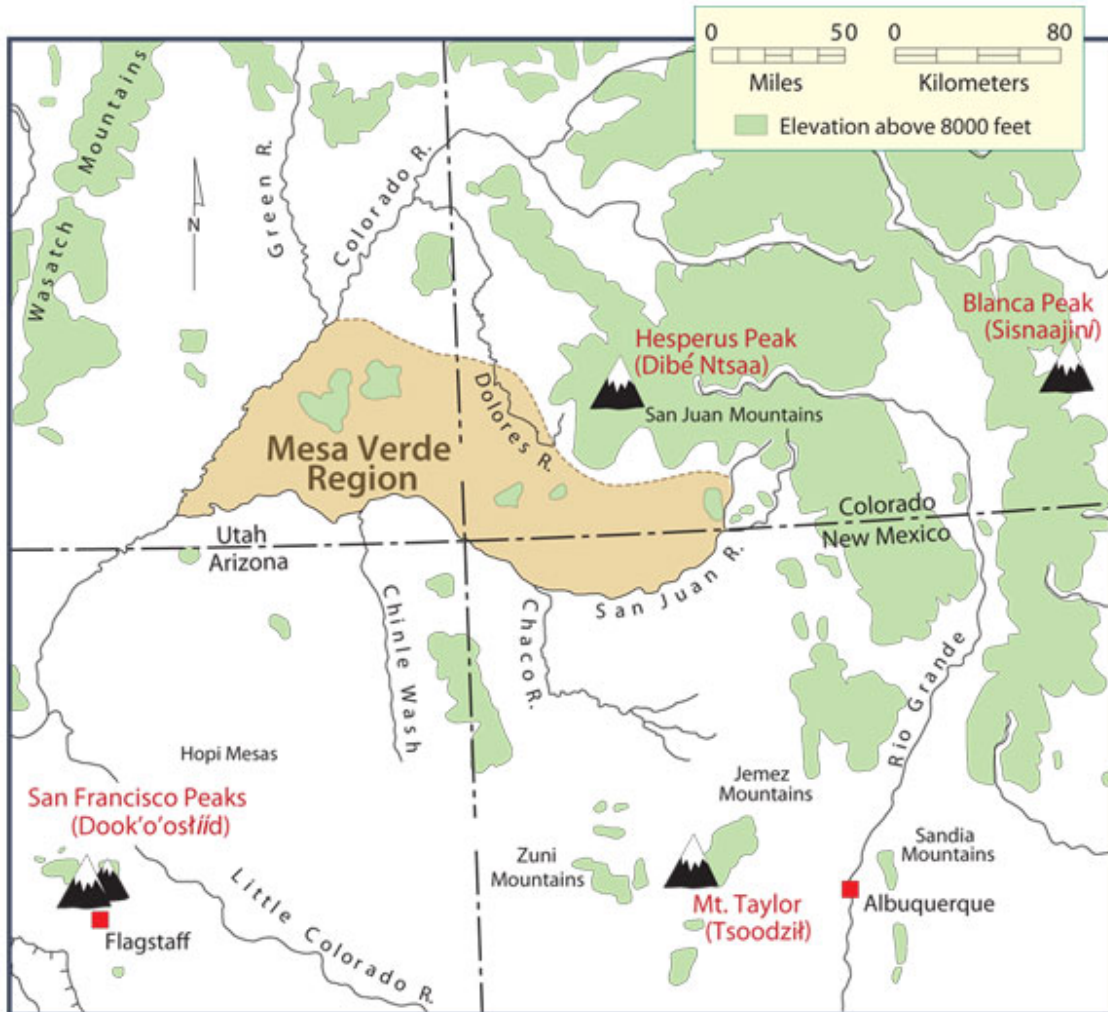 0 50 0 80
Miles Kilometers
Elevation above 8000 feet
Wasatch Mountains
N
Green R.
Colorado R.
Blanca Peak
(Sisnaajiní)
Hesperus Peak
(Dibé Ntsaa)
San Juan Mountains
Dolores R.
Mesa Verde
Region
Colorado
New Mexico
Utah
Arizona
San Juan R.
Chinle Wash
Chaco R.
Rio Grande
Hopi Mesas
Jemez
Mountains
San Francisco Peaks
(Dook'o'osłííd)
Sandia
Mountains
Zuni
Mountains
Mt. Taylor
(Tsoodził)
Albuquerque
Flagstaff
Little Colorado R.